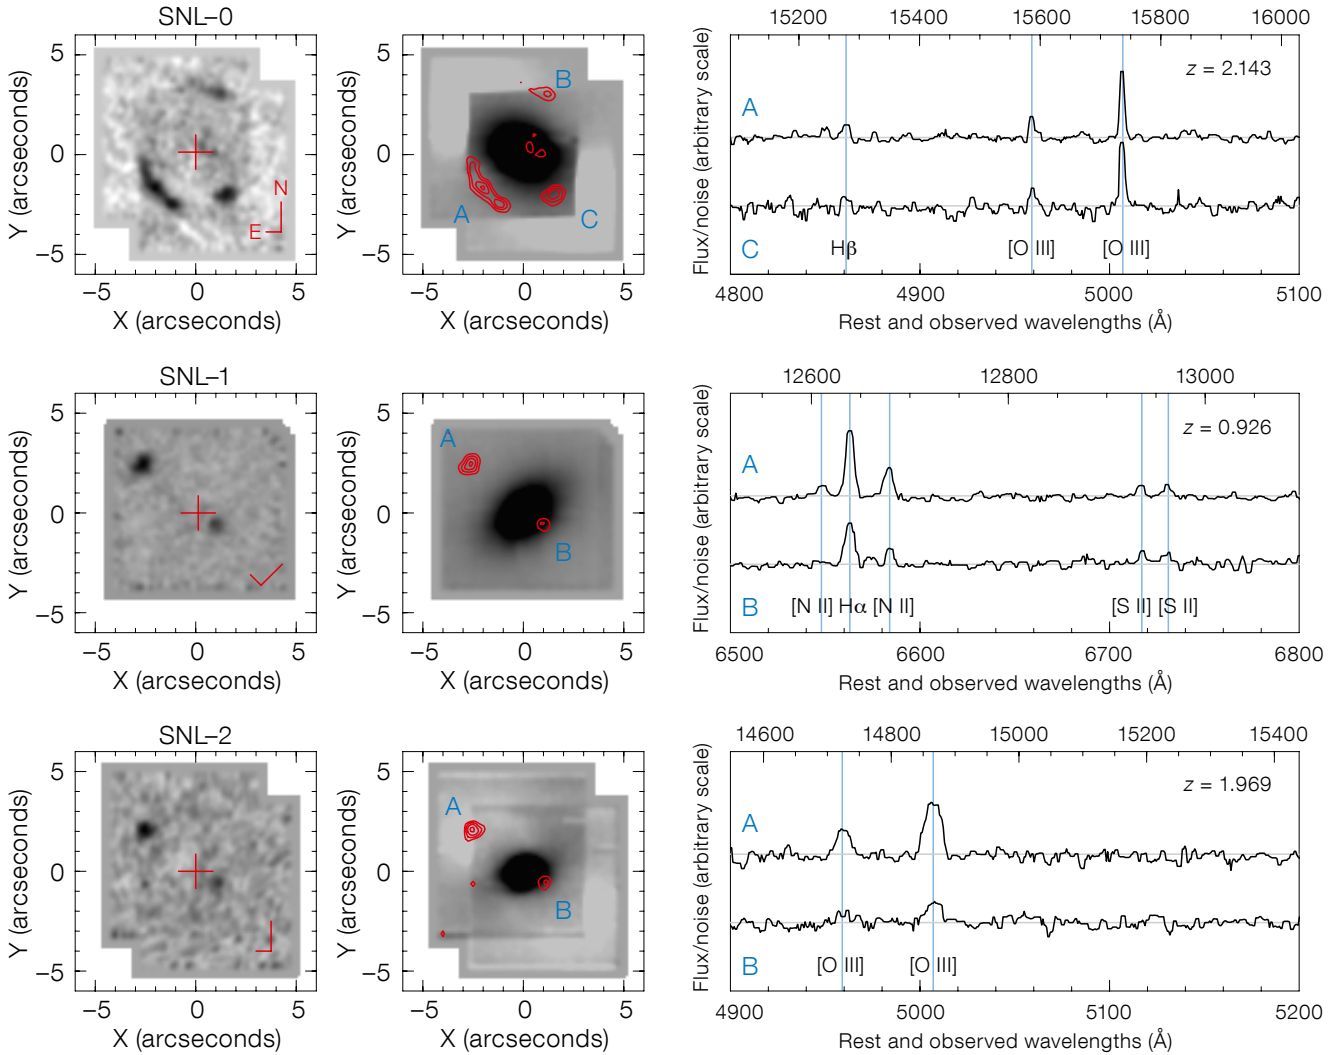 SNL–0
5
0
–5
Y (arcseconds)
–5 0 5
X (arcseconds)
N
E
5
0
–5
Y (arcseconds)
–5 0 5
X (arcseconds)
A
B
C
15200 15400 15600 15800 16000
Flux/noise (arbitrary scale)
z = 2.143
A
C
Hβ [O III] [O III]
4800 4900 5000 5100
Rest and observed wavelengths (Å)
SNL–1
5
0
–5
Y (arcseconds)
–5 0 5
X (arcseconds)
5
0
–5
Y (arcseconds)
–5 0 5
X (arcseconds)
A
B
12600 12800 13000
Flux/noise (arbitrary scale)
z = 0.926
A
B
[N II] Hα [N II] [S II] [S II]
6500 6600 6700 6800
Rest and observed wavelengths (Å)
SNL–2
5
0
–5
Y (arcseconds)
–5 0 5
X (arcseconds)
5
0
–5
Y (arcseconds)
–5 0 5
X (arcseconds)
A
B
14600 14800 15000 15200 15400
Flux/noise (arbitrary scale)
z = 1.969
A
B
[O III] [O III]
4900 5000 5100 5200
Rest and observed wavelengths (Å)